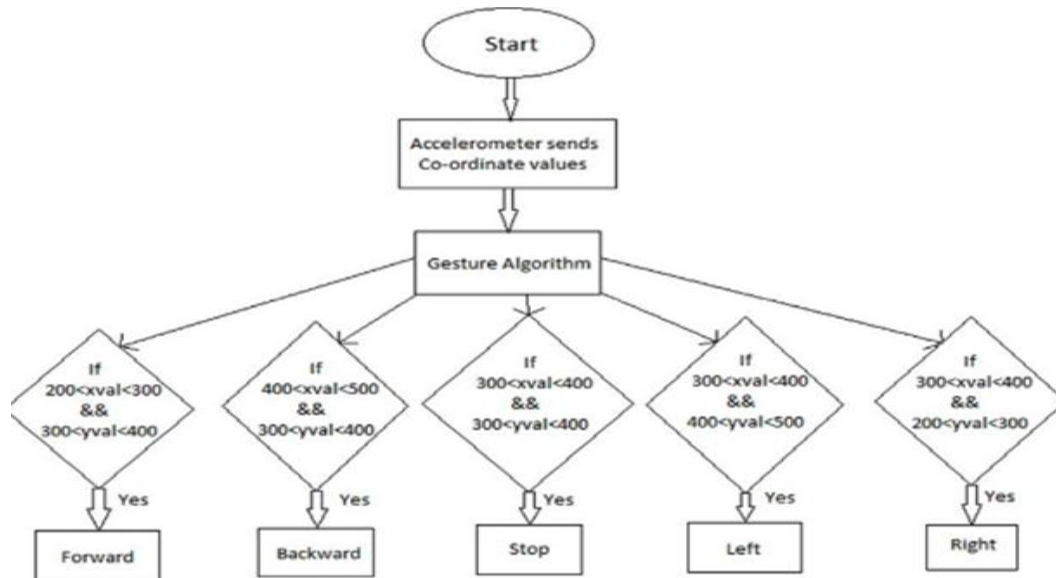 Start
Accelerometer sends
Co-ordinate values
Gesture Algorithm
If
200<xval<300
&&
300<yval<400
Yes
Forward
If
400<xval<500
&&
300<yval<400
Yes
Backward
If
300<xval<400
&&
300<yval<400
Yes
Stop
If
300<xval<400
&&
400<yval<500
Yes
Left
If
300<xval<400
&&
200<yval<300
Yes
Right